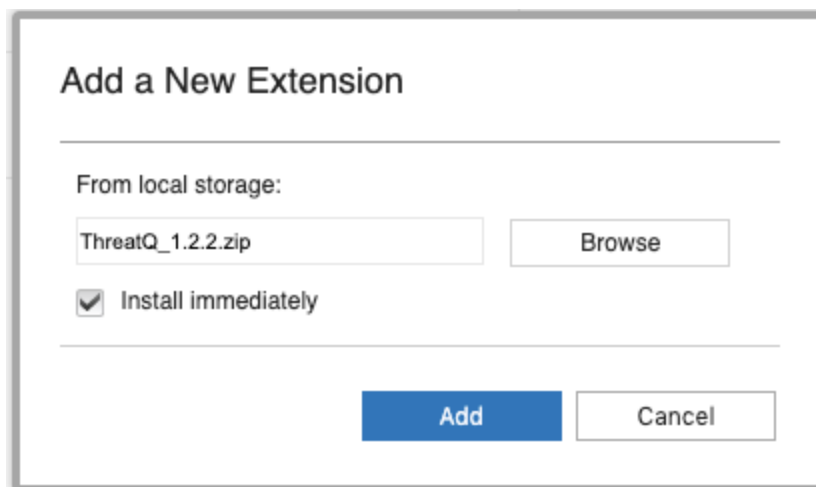 Add a New Extension
From local storage:
ThreatQ_1.2.2.zip
Browse
Install immediately
Add
Cancel